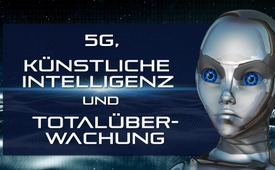 5G,
KÜNSTLICHE
INTELLIGENZ
UND
TOTALÜBER-
WACHUNG